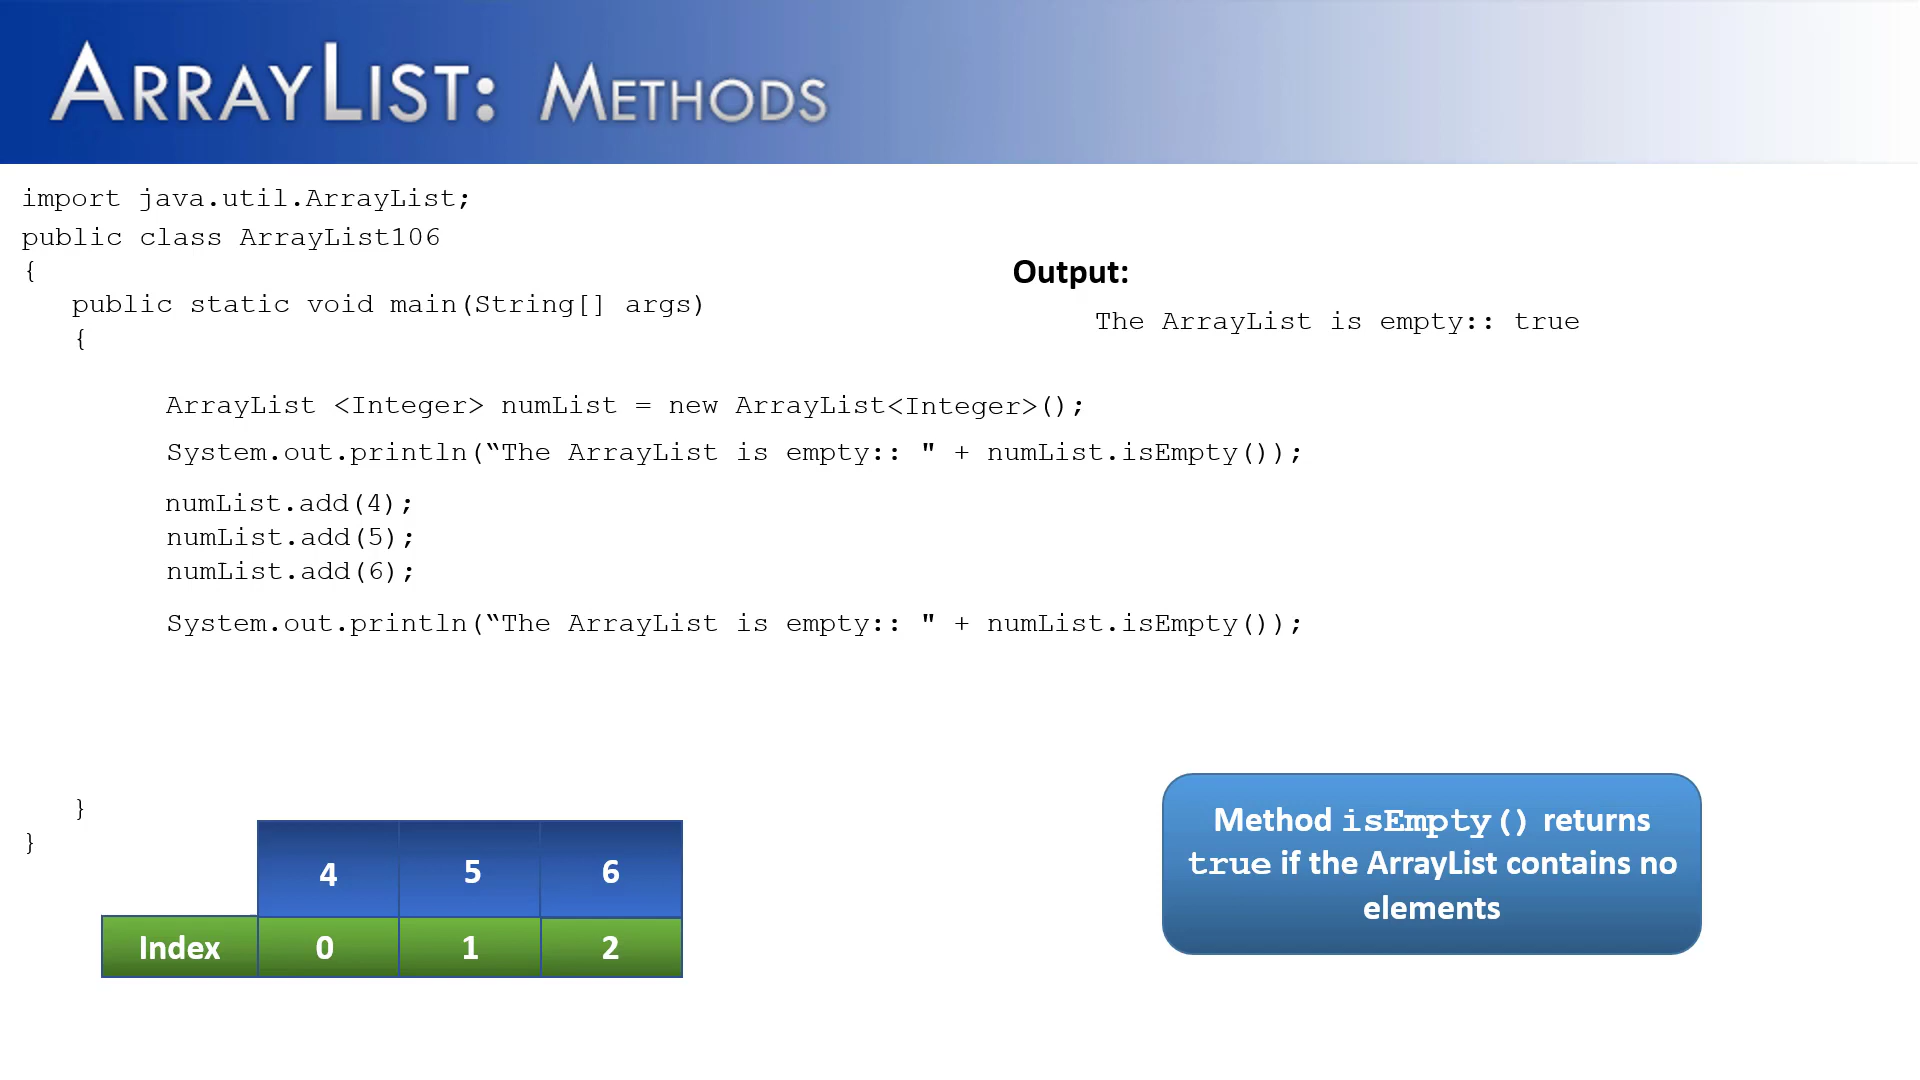 ArrayList: Methods
import java.util.ArrayList;
public class ArrayList106
{
public static void main(String[] args)
{
ArrayList <Integer> numList = new ArrayList<Integer>();
System.out.println(“The ArrayList is empty:: " + numList.isEmpty());
numList.add(4);
numList.add(5);
numList.add(6);
System.out.println(“The ArrayList is empty:: " + numList.isEmpty());
}
}
Output:
The ArrayList is empty:: true
4 5 6
Index 0 1 2
Method isEmpty() returns
true if the ArrayList contains no
elements